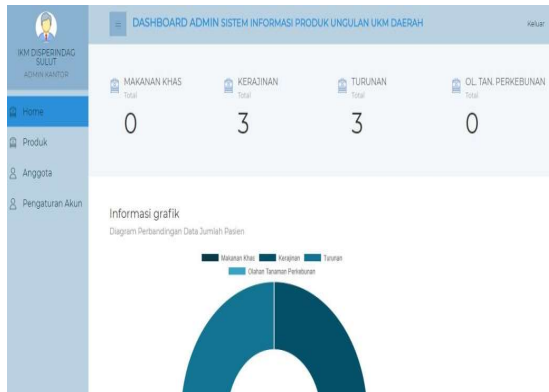 DASHBOARD ADMIN SISTEM INFORMASI PRODUK UNGULAN UKM DAERAH
Keluar
IKM DISPERINDAG
SULUT
ADMIN KANTOR
Home
Produk
Anggota
Pengaturan Akun
MAKANAN KHAS
Total
0
KERAJINAN
Total
3
TURUNAN
Total
3
OL. TAN. PERKEBUNAN
Total
0
Informasi grafik
Diagram Perbandingan Data Jumlah Pasien
Makanan Khas Kerajinan Turunan
Olahan Tanaman Perkebunan